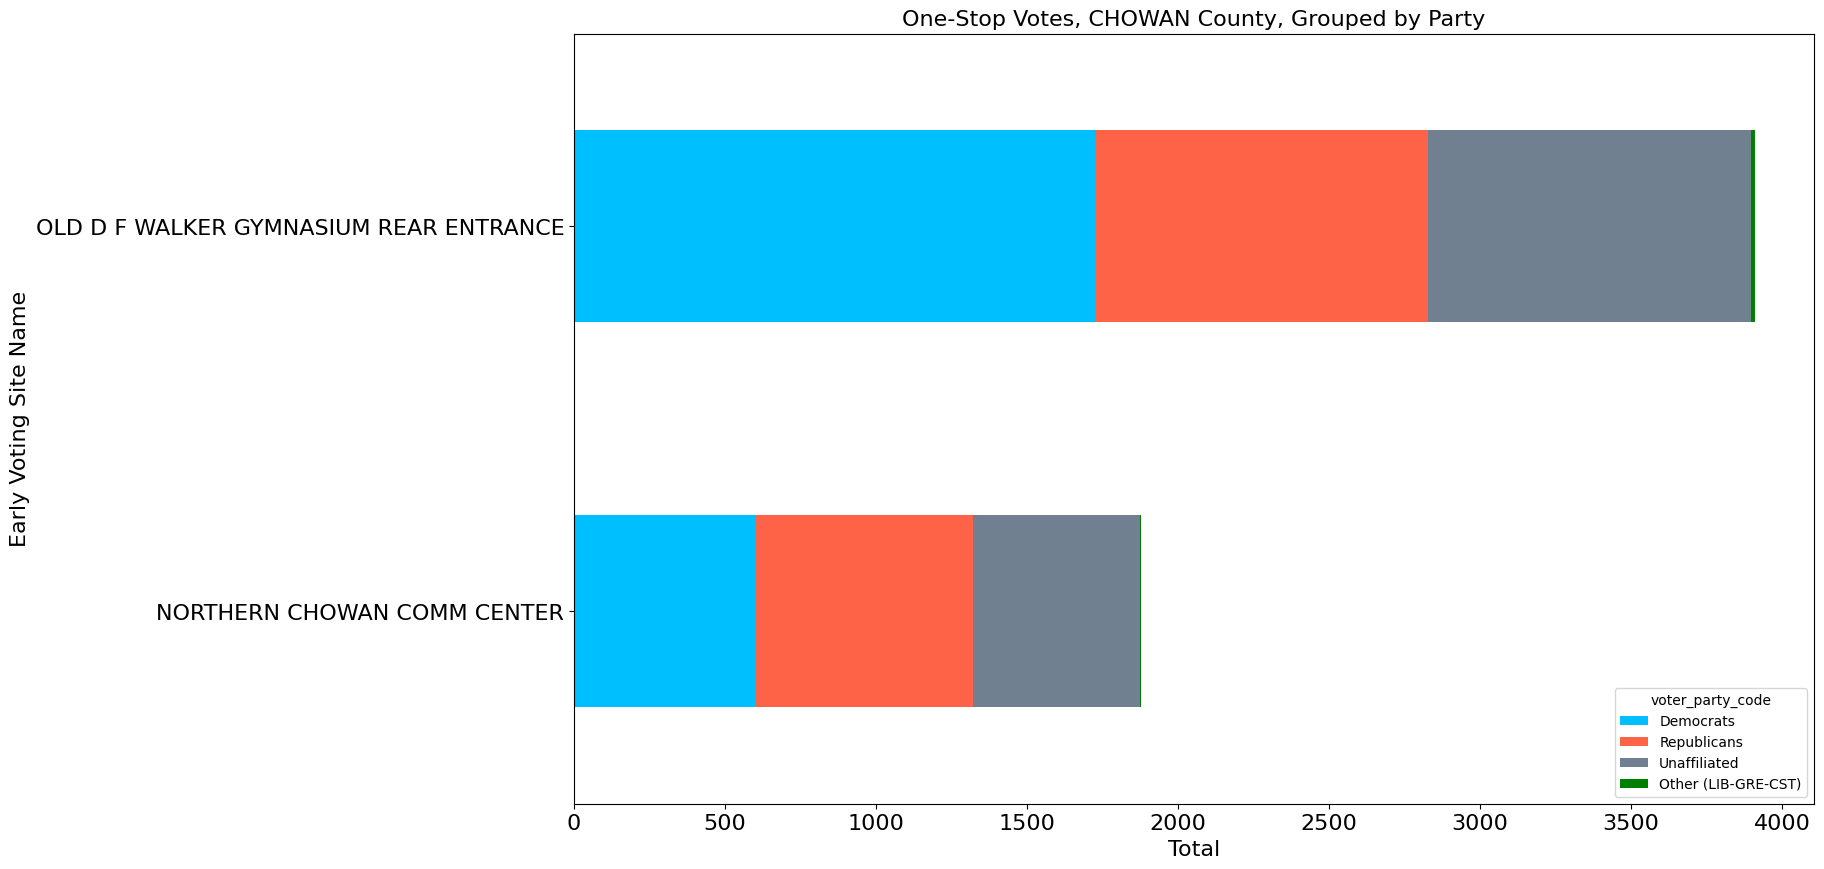 One-Stop Votes, CHOWAN County, Grouped by Party
Early Voting Site Name
OLD D F WALKER GYMNASIUM REAR ENTRANCE
NORTHERN CHOWAN COMM CENTER
voter_party_code
Democrats
Republicans
Unaffiliated
Other (LIB-GRE-CST)
0 500 1000 1500 2000 2500 3000 3500 4000
Total